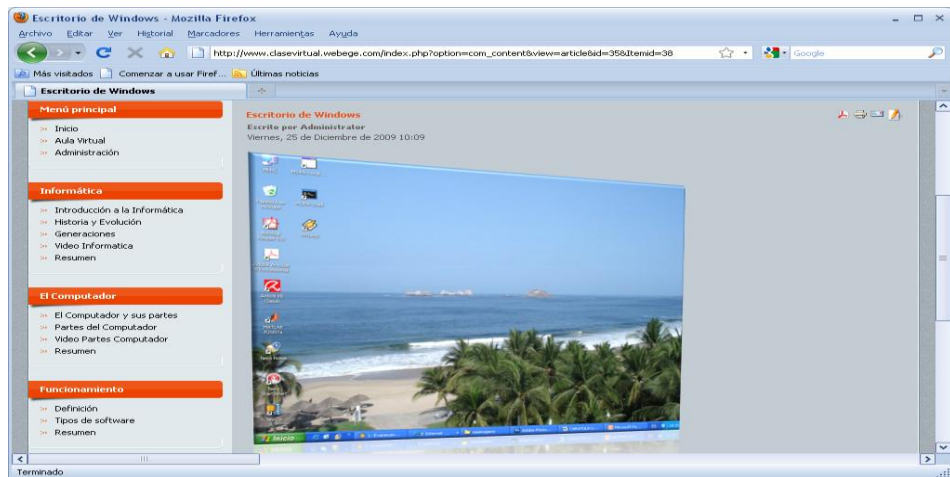 Escritorio de Windows - Mozilla Firefox
Archivo Editar Ver Historial Marcadores Herramientas Ayuda
http://www.clasevirtual.webege.com/index.php?option=com_content&view=article&id=35&Itemid=38
Google
Más visitados Comenzar a usar Firef... Últimas noticias
Escritorio de Windows
Menú principal
Inicio
Aula Virtual
Administración
Informática
Introducción a la Informática
Historia y Evolución
Generaciones
Video Informatica
Resumen
El Computador
El Computador y sus partes
Partes del Computador
Video Partes Computador
Resumen
Funcionamiento
Definición
Tipos de software
Resumen
Escritorio de Windows
Escrito por Administrator
Viernes, 25 de Diciembre de 2009 10:09
Inicio
Terminado